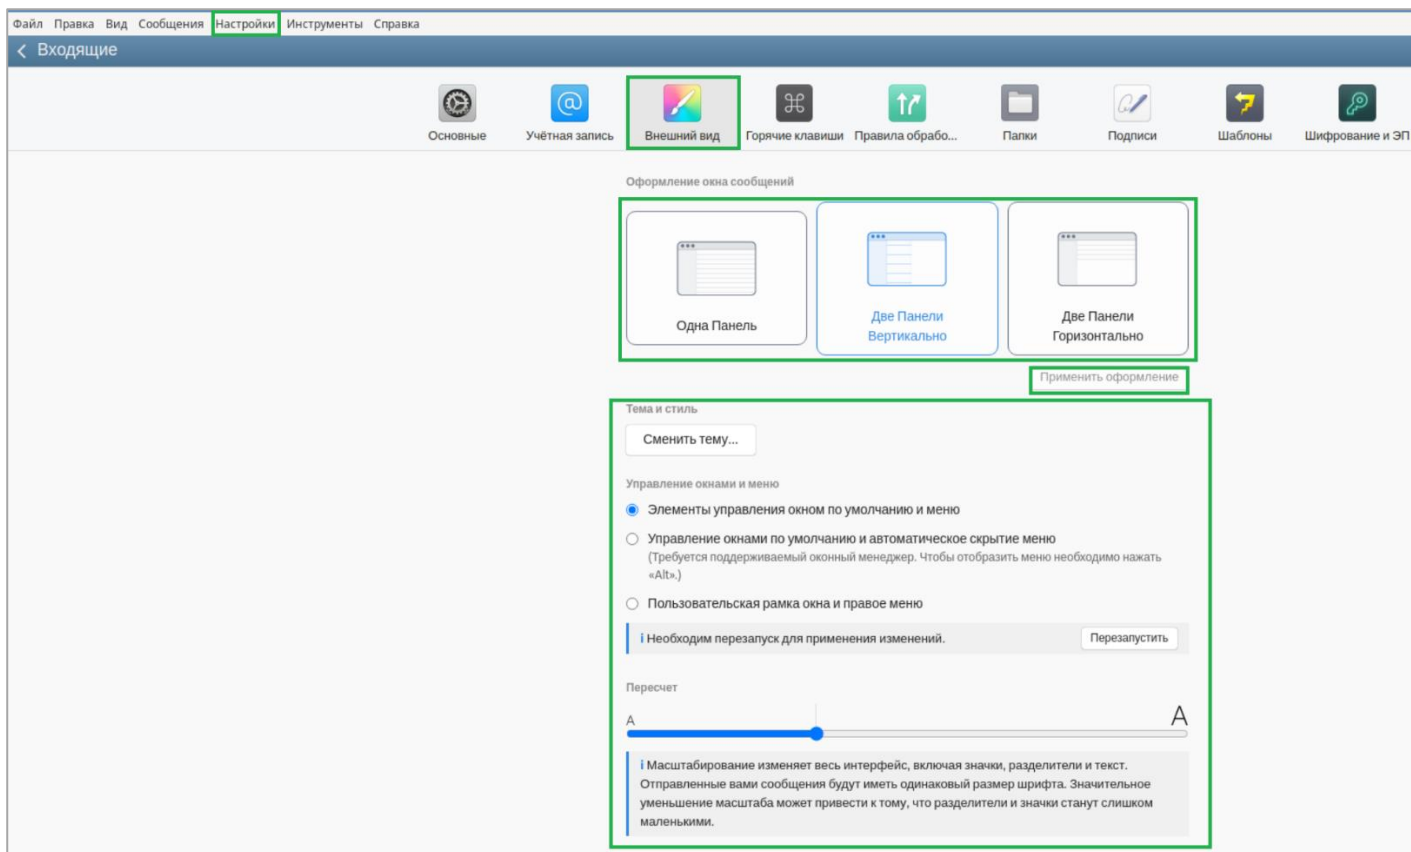 Файл Правка Вид Сообщения Настройки Инструменты Справка
Входящие
Основные Учётная запись Внешний вид Горячие клавиши Правила обрабо... Папки Подписи Шаблоны Шифрование и ЭП
Оформление окна сообщений
Одна Панель
Две Панели
Вертикально
Две Панели
Горизонтально
Применить оформление
Тема и стиль
Сменить тему...
Управление окнами и меню
Элементы управления окном по умолчанию и меню
Управление окнами по умолчанию и автоматическое скрытие меню
(Требуется поддерживаемый оконный менеджер. Чтобы отобразить меню необходимо нажать
«Alt».)
Пользовательская рамка окна и правое меню
i Необходим перезапуск для применения изменений. Перезапустить
Пересчет
A A
i Масштабирование изменяет весь интерфейс, включая значки, разделители и текст.
Отправленные вами сообщения будут иметь одинаковый размер шрифта. Значительное
уменьшение масштаба может привести к тому, что разделители и значки станут слишком
маленькими.